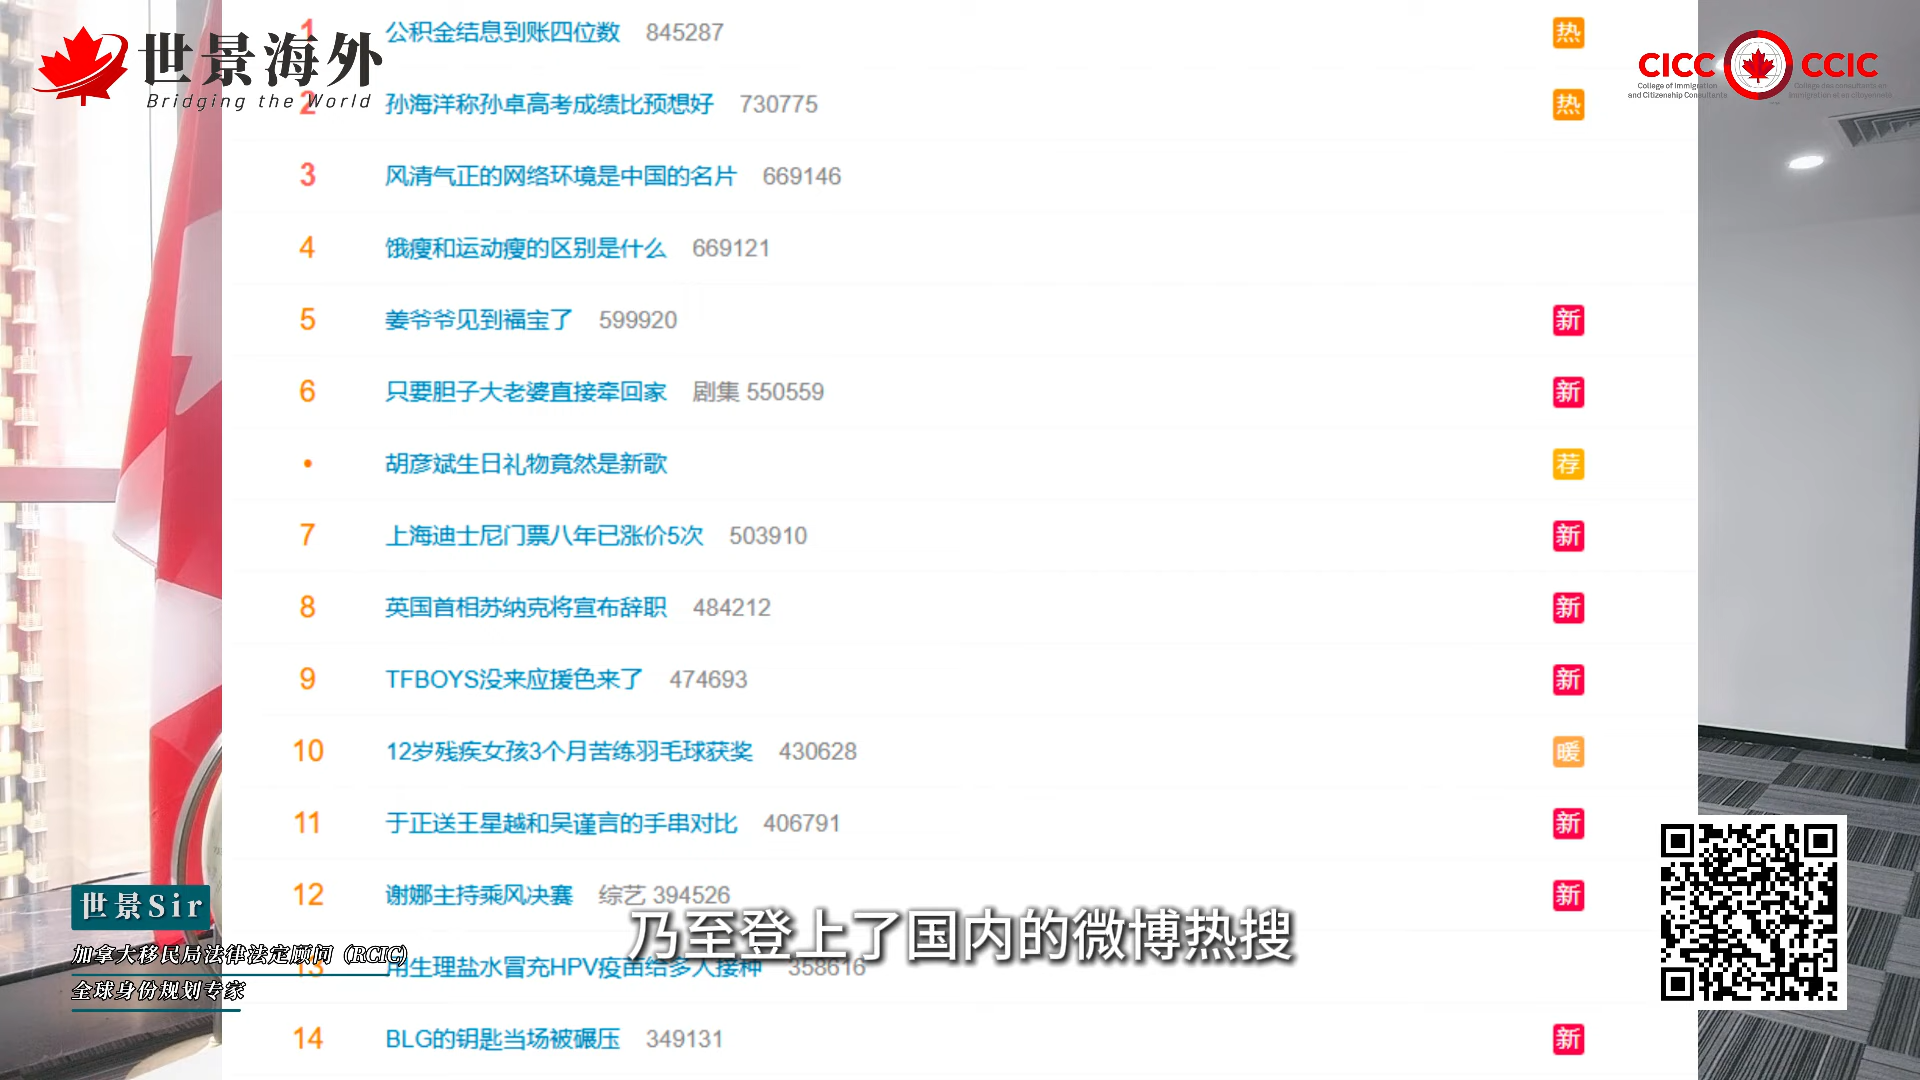 1 公积金结息到账四位数 845287 热
世景海外
Bridging the World
CICC CCIC
College of Immigration
and Citizenship Consultants
2 孙海洋称孙卓高考成绩比预想好 730775 热
3 风清气正的网络环境是中国的名片 669146
4 饿瘦和运动瘦的区别是什么 669121
5 姜爷爷见到福宝了 599920 新
6 只要胆子大老婆直接牵回家 剧集 550559 新
• 胡彦斌生日礼物竟然是新歌 荐
7 上海迪士尼门票八年已涨价5次 503910 新
8 英国首相苏纳克将宣布辞职 484212 新
9 TFBOYS没来应援色来了 474693 新
10 12岁残疾女孩3个月苦练羽毛球获奖 430628 暖
11 于正送王星越和吴谨言的手串对比 406791 新
12 谢娜主持乘风决赛 综艺 394526 新
世景Sir
乃至登上了国内的微博热搜
加拿大移民局法律法定顾问（RCIC)
13 用生理盐水冒充HPV疫苗给多人接种 358616
全球身份规划专家
14 BLG的钥匙当场被碾压 349131 新